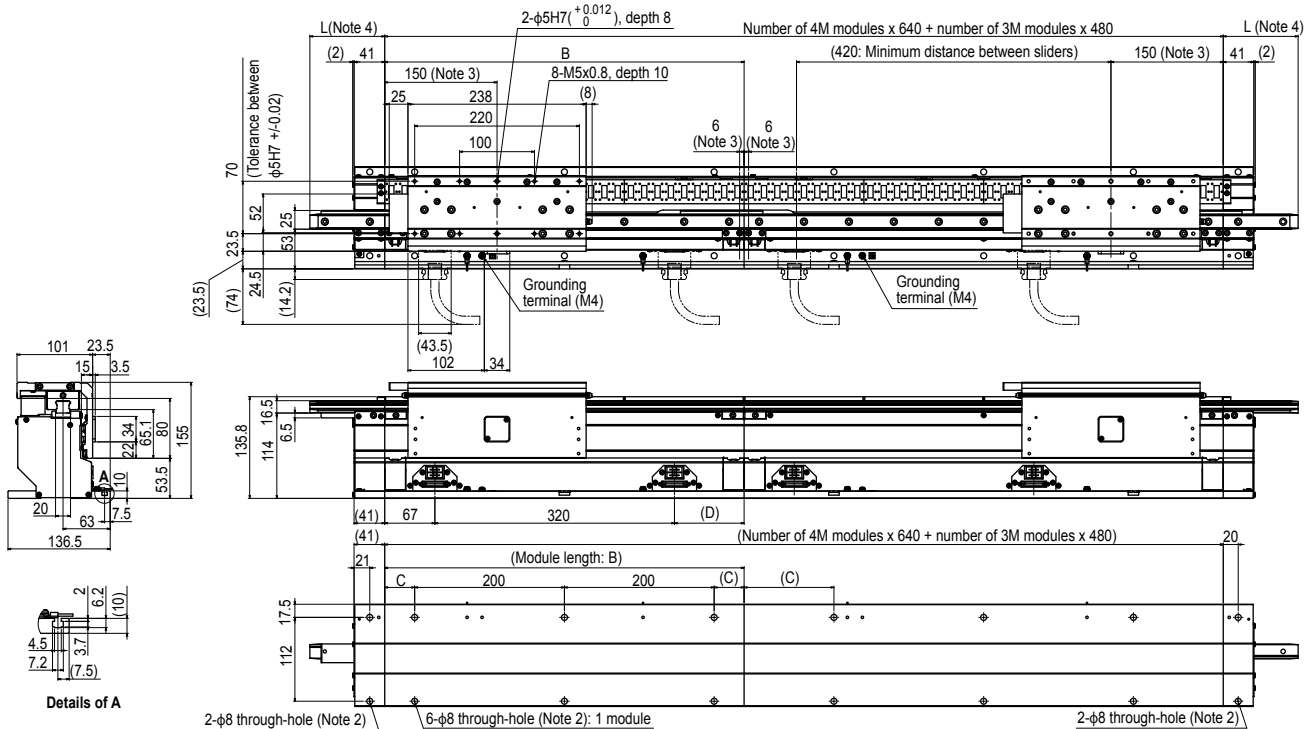 L(Note 4)
2-φ5H7( +0.012 0 ), depth 8
Number of 4M modules x 640 + number of 3M modules x 480
L (Note 4)
(2)
41
B
(420: Minimum distance between sliders)
150 (Note 3)
41
(2)
150 (Note 3)
8-M5x0.8, depth 10
25
238
(8)
220
100
6
(Note 3)
6
(Note 3)
(Tolerance between
φ5H7 +/-0.02)
70
52
25
23.5
53
(23.5)
(74)
24.5
(14.2)
Grounding
terminal (M4)
Grounding
terminal (M4)
(43.5)
102
34
101
23.5
15
3.5
34
65.1
80
155
22
10
53.5
A
20
63
7.5
136.5
135.8
114
16.5
6.5
(41)
67
320
(D)
(41)
(Number of 4M modules x 640 + number of 3M modules x 480)
20
21
(Module length: B)
C
200
200
(C)
(C)
17.5
112
2
6.2
(10)
4.5
3.7
7.2
(7.5)
Details of A
2-φ8 through-hole (Note 2)
6-φ8 through-hole (Note 2): 1 module
2-φ8 through-hole (Note 2)